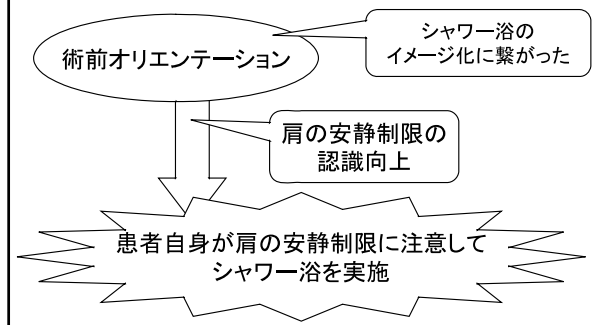 シャワー浴の
イメージ化に繋がった
術前オリエンテーション
肩の安静制限の
認識向上
患者自身が肩の安静制限に注意して
シャワー浴を実施